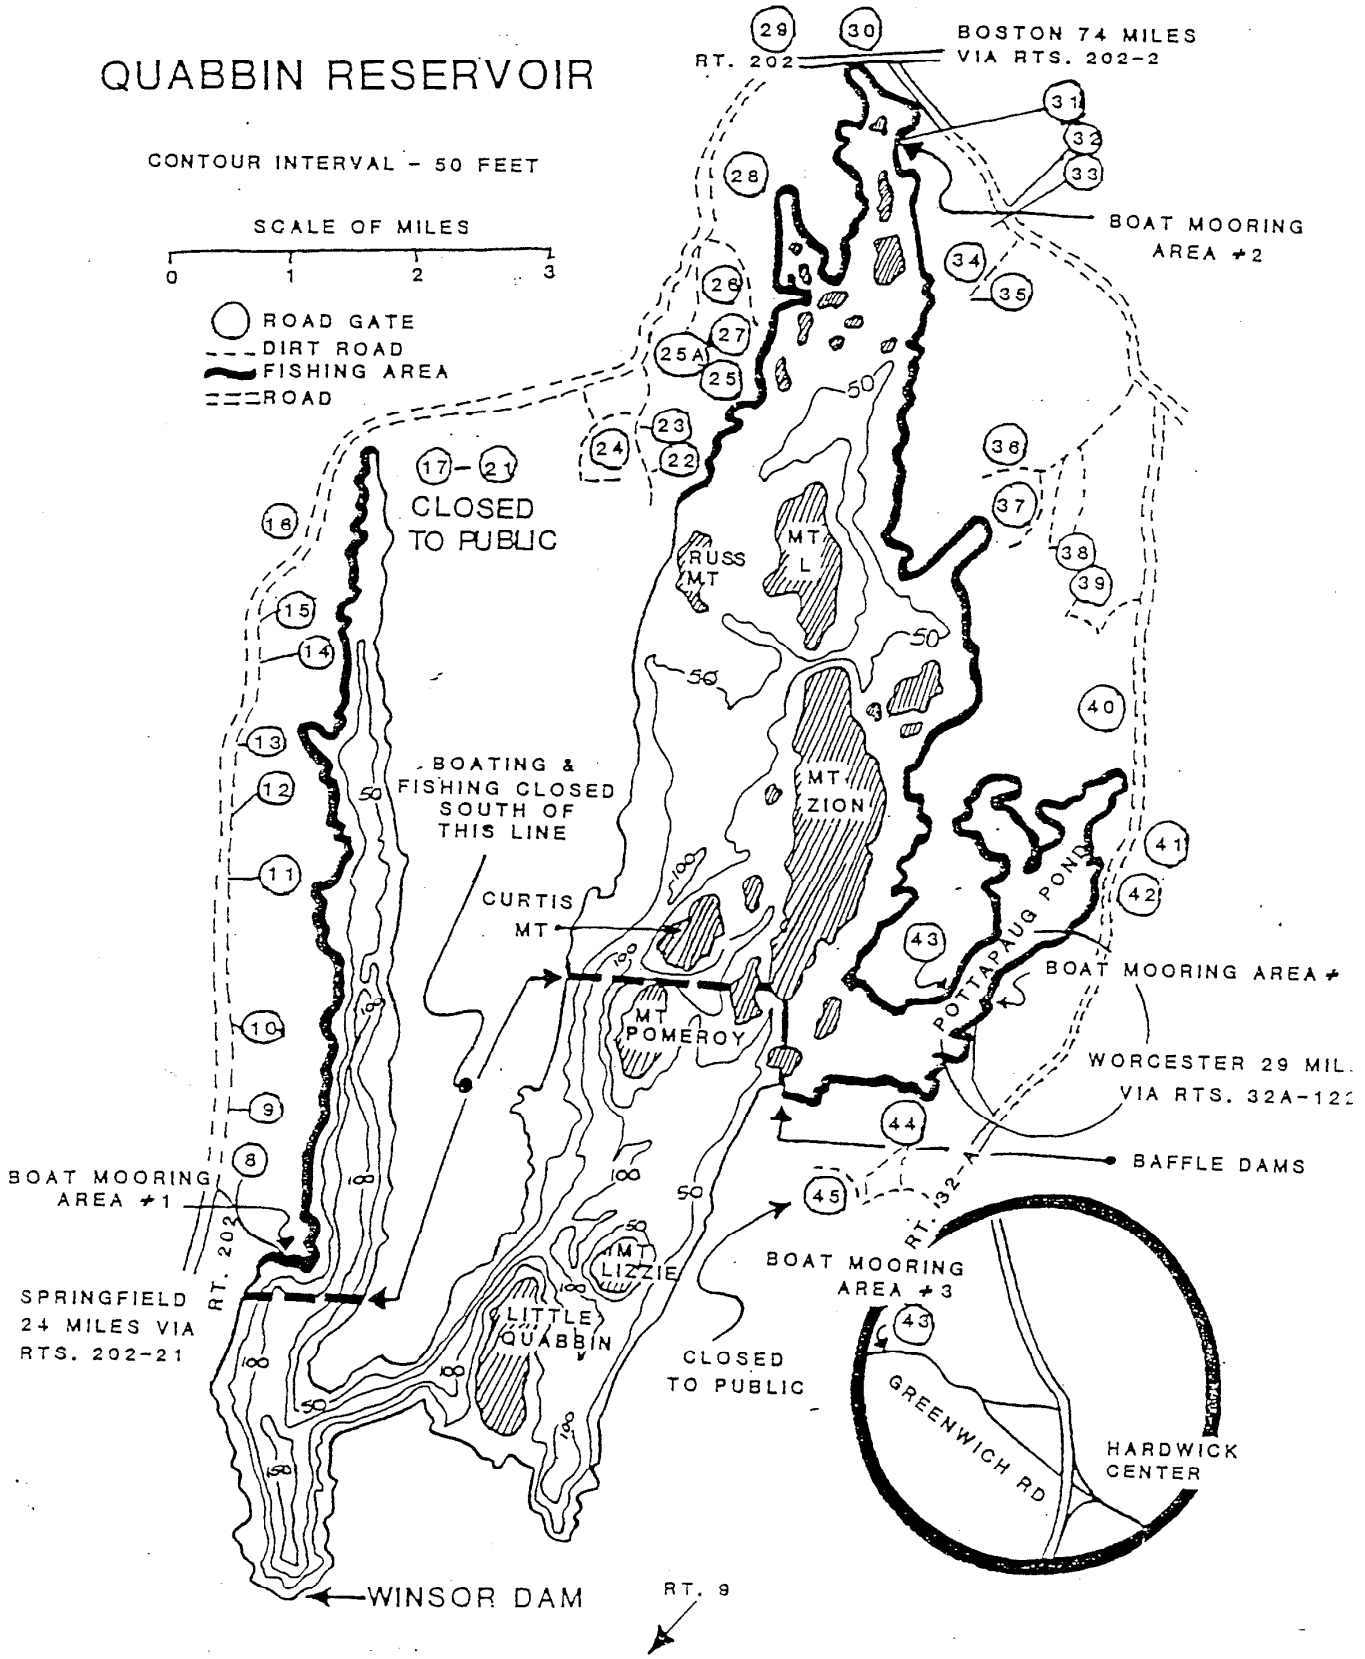 QUABBIN RESERVOIR
CONTOUR INTERVAL - 50 FEET
SCALE OF MILES
0 1 2 3
ROAD GATE
DIRT ROAD
FISHING AREA
ROAD
29
30
RT. 202
BOSTON 74 MILES
VIA RTS. 202-2
31
32
33
28
BOAT MOORING
AREA #2
34
35
26
27
25A
25
50
23
24
22
36
37
38
39
17-21
CLOSED
TO PUBLIC
16
RUSS
MT
MT
L
15
14
50
50
40
13
12
11
50
BOATING &
FISHING CLOSED
SOUTH OF
THIS LINE
MT
ZION
41
42
100
CURTIS
MT
43
POTTAPAUG POND
100
BOAT MOORING AREA #
100
MT
POMEROY
10
9
8
WORCESTER 29 MIL
VIA RTS. 32A-122
44
BAFFLE DAMS
45
BOAT MOORING
AREA #1
100
100
50
RT. 32-A
RT. 202
50
MT
LIZZIE
100
BOAT MOORING
AREA #3
43
SPRINGFIELD
24 MILES VIA
RTS. 202-21
LITTLE
QUABBIN
CLOSED
TO PUBLIC
100
100
50
100
150
GREENWICH RD
HARDWICK
CENTER
WINSOR DAM
RT. 9